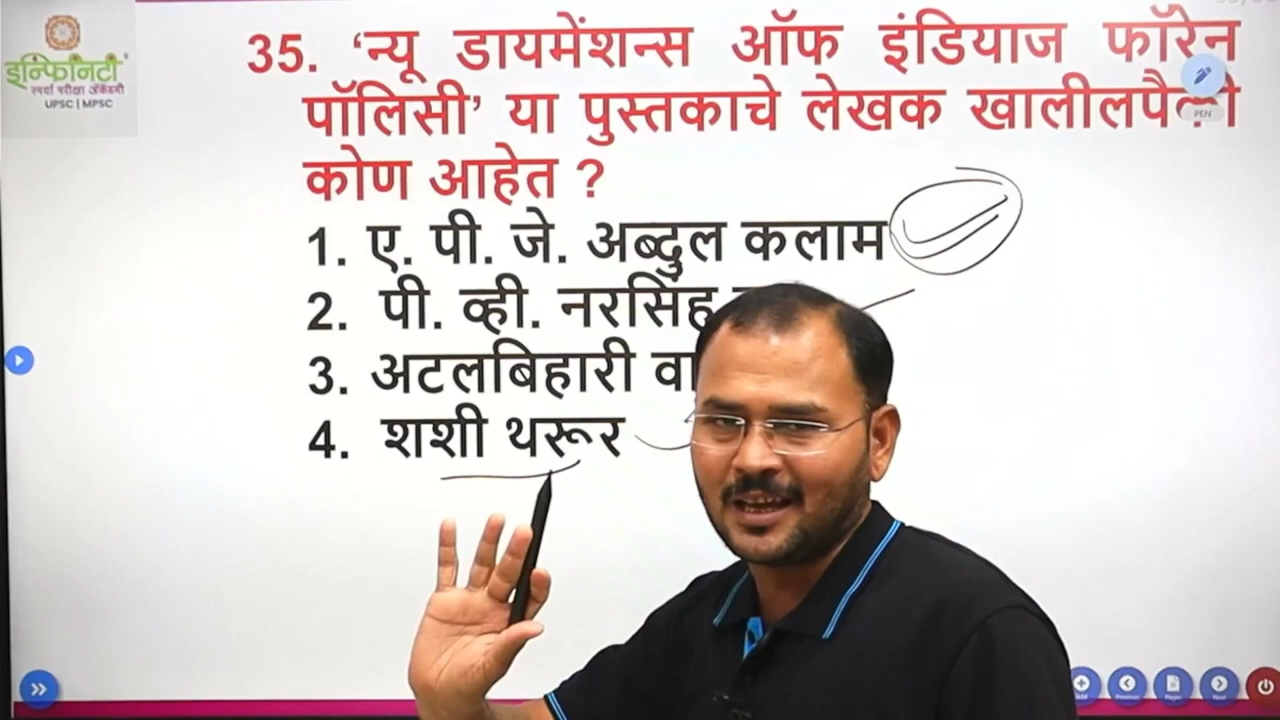 इन्फिनिटी
स्पर्धा परीक्षा अ‍ॅकॅडमी
UPSC | MPSC
35. ‘न्यू डायमेंशन्स ऑफ इंडियाज फॉरेन
पॉलिसी’ या पुस्तकाचे लेखक खालीलपैकी
कोण आहेत ?
1. ए. पी. जे. अब्दुल कलाम
2. पी. व्ही. नरसिंह
3. अटलबिहारी वा
4. शशी थरूर
PEN